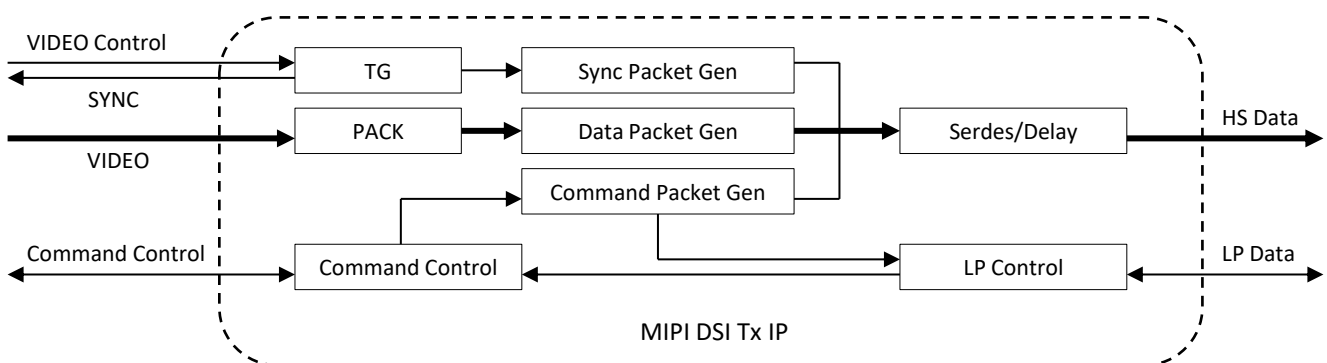 VIDEO Control
TG
Sync Packet Gen
SYNC
PACK
Data Packet Gen
Serdes/Delay
HS Data
VIDEO
Command Packet Gen
Command Control
Command Control
LP Control
LP Data
MIPI DSI Tx IP